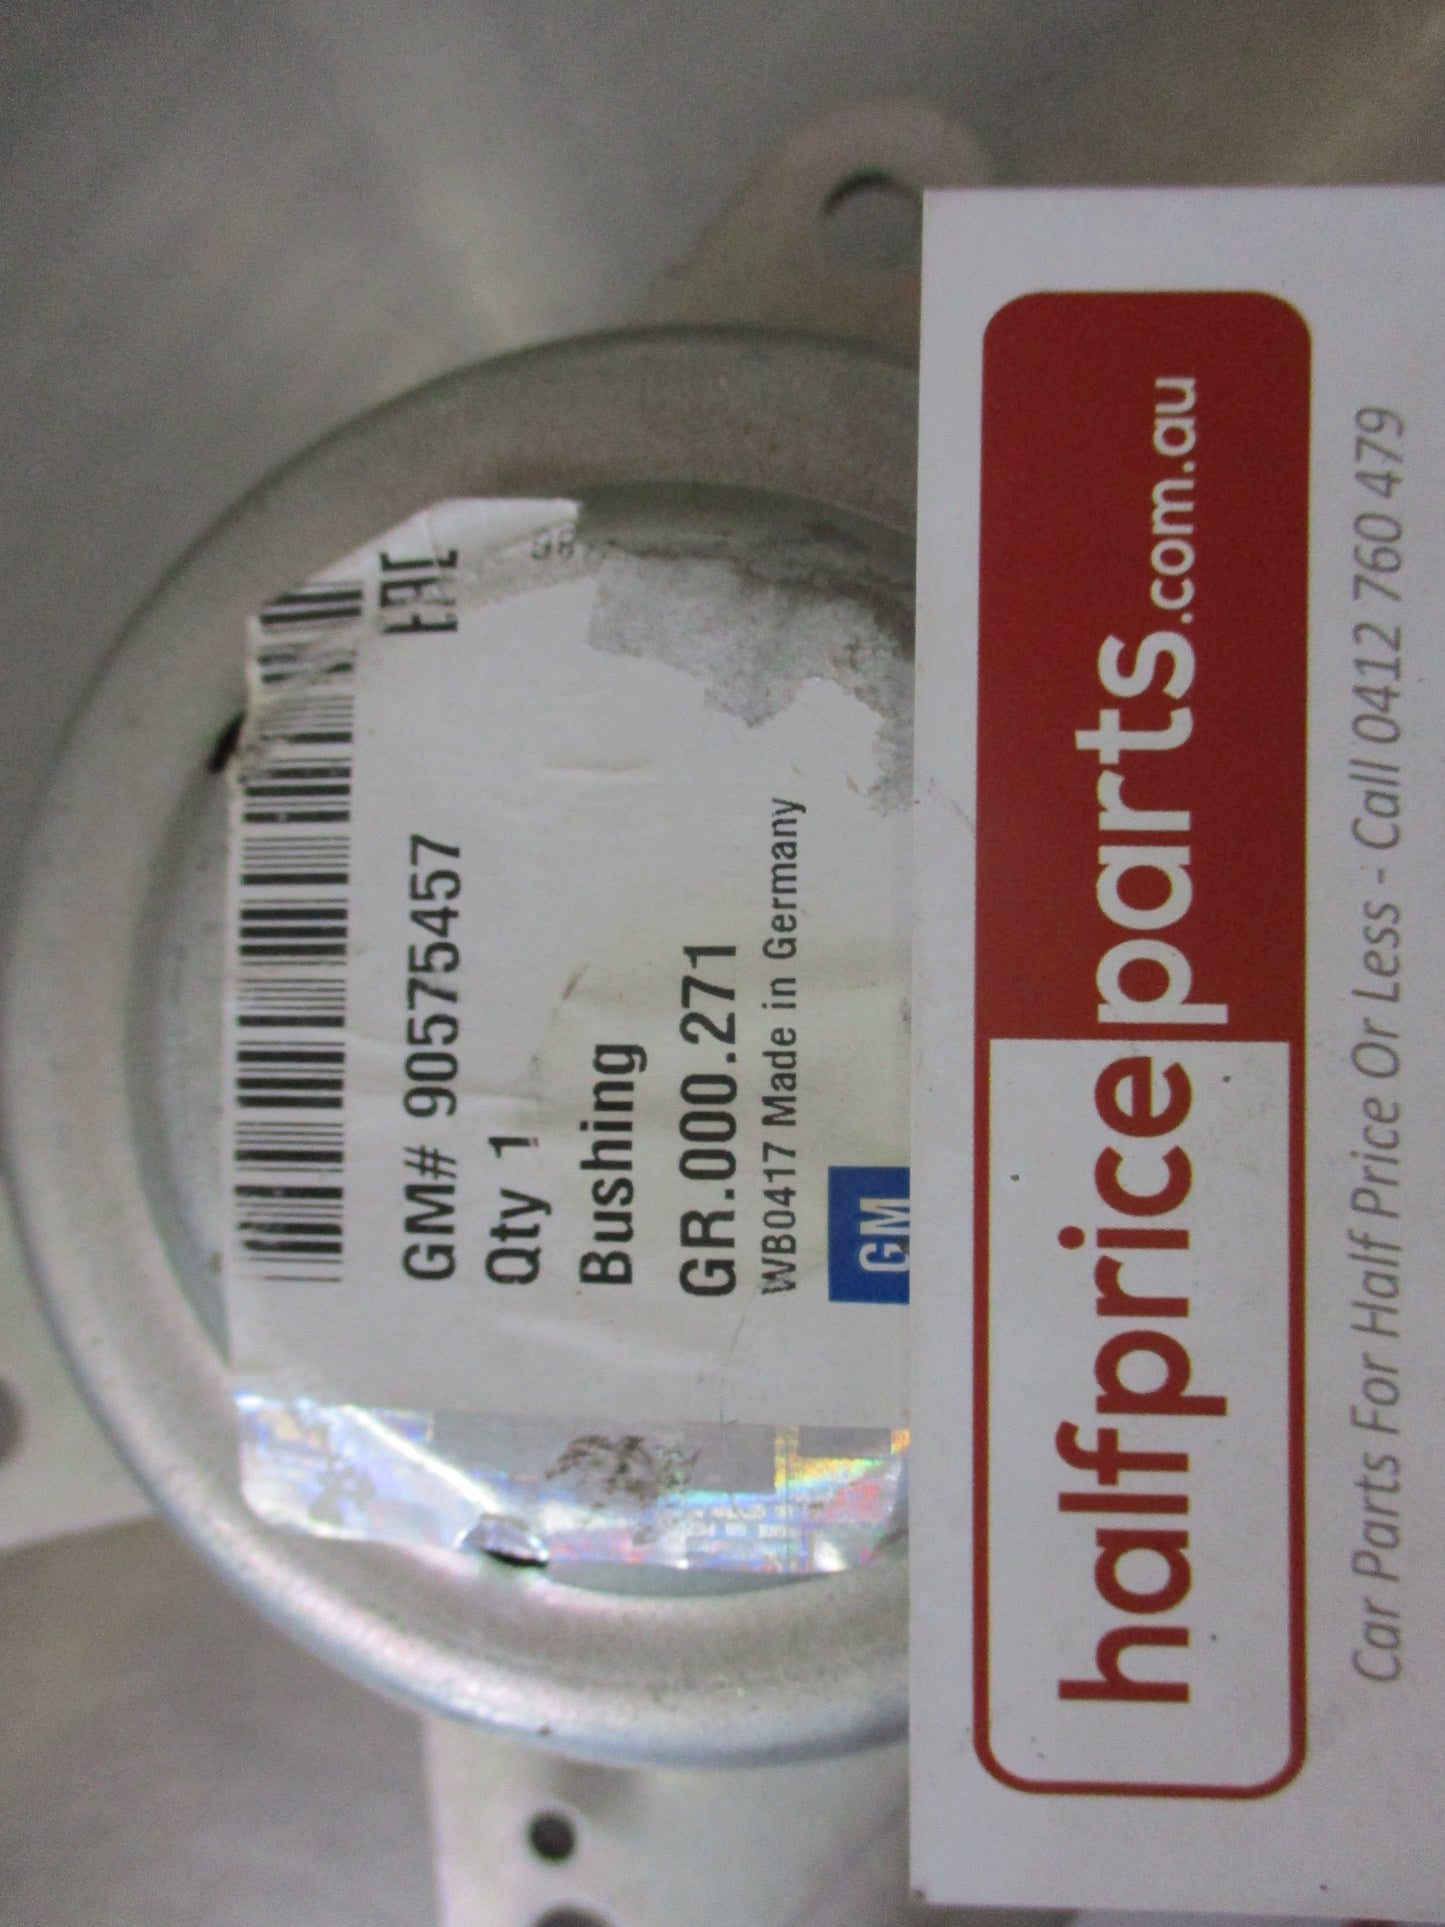 EAC
GM# 90575457
Qty 1
Bushing
GR.000.271
WB0417 Made in Germany
GM
halfpriceparts.com.au
Car Parts For Half Price Or Less - Call 0412 760 479